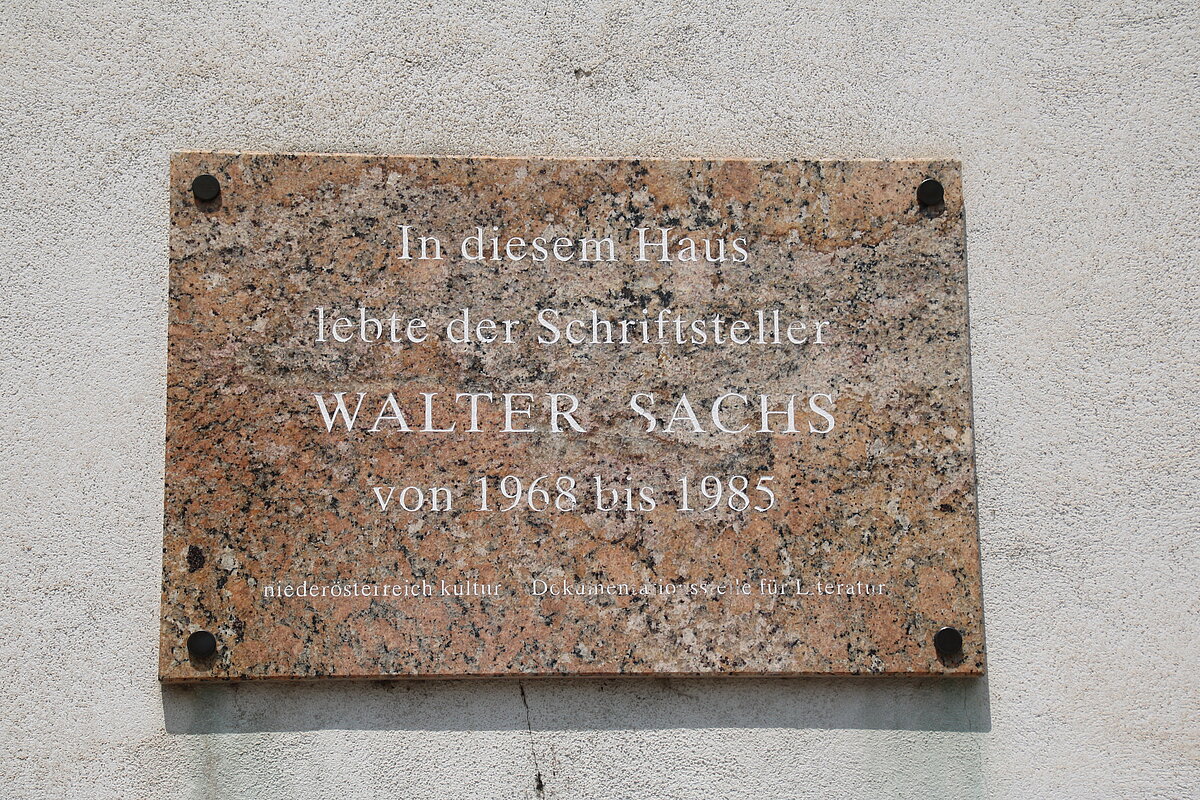 In diesem Haus
lebte der Schriftsteller
WALTER SACHS
von 1968 bis 1985
niederösterreich kultur Dokumentationsstelle für Literatur